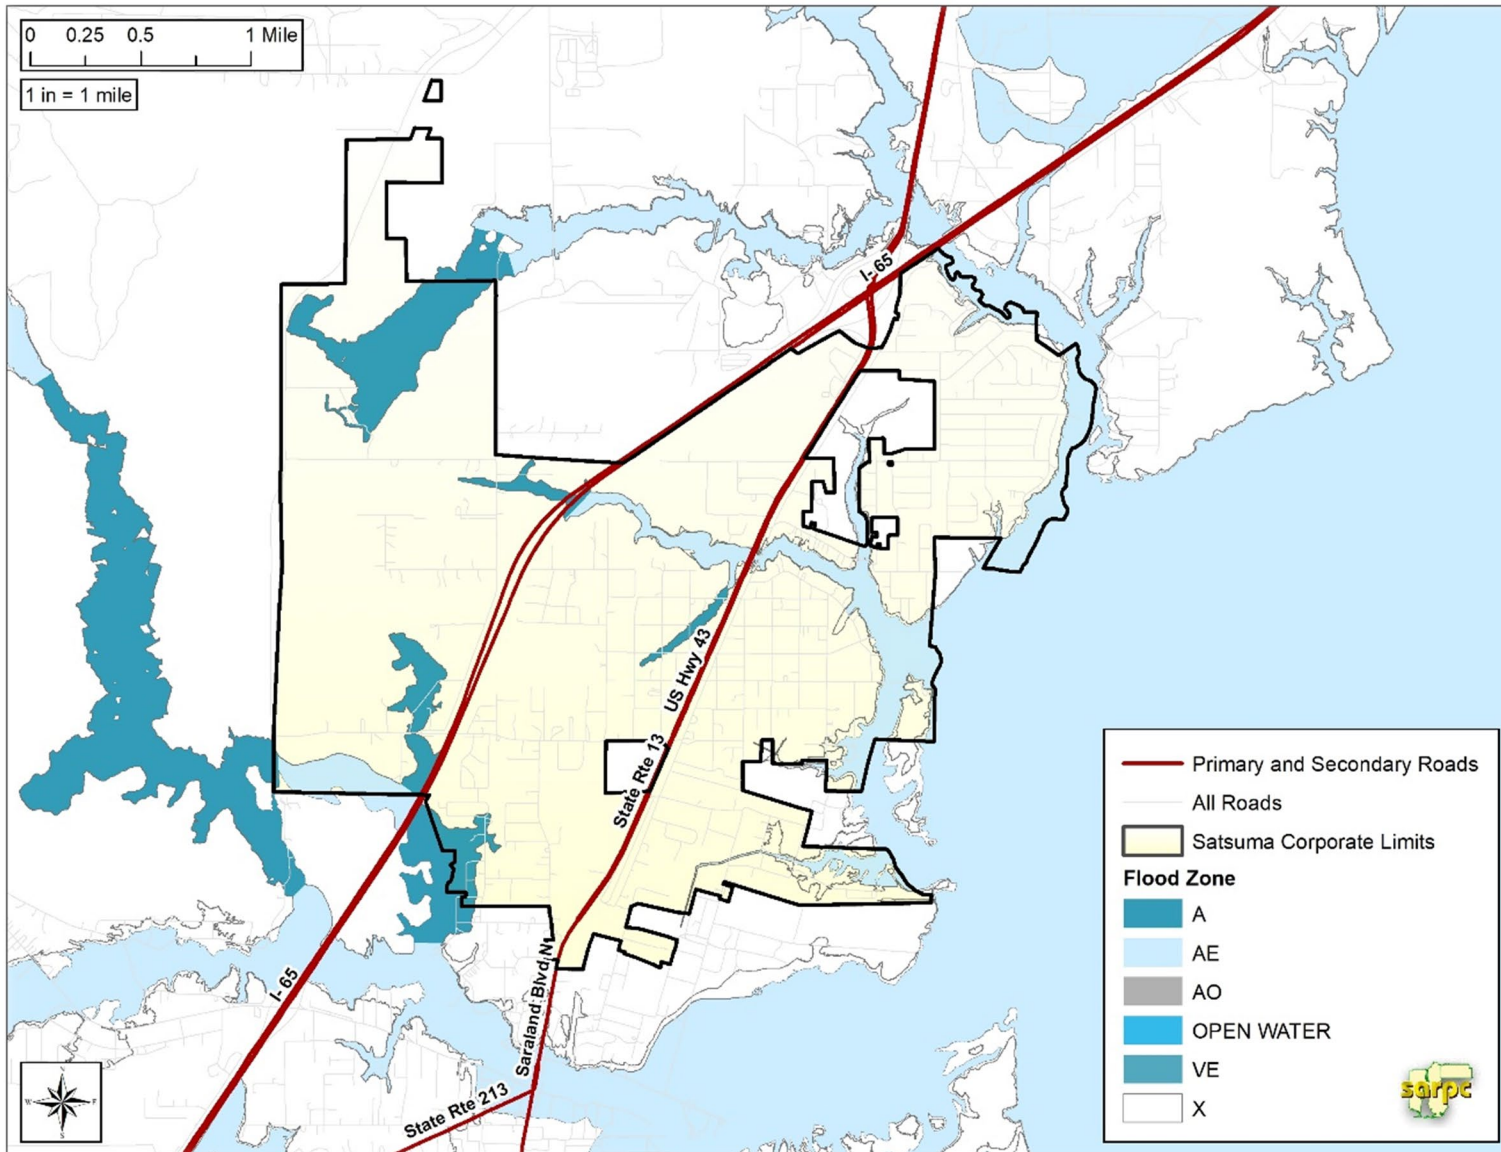 0 0.25 0.5 1 Mile
1 in = 1 mile
I- 65
US Hwy 43
State Rte 13
I- 65
Saraland Blvd N
State Rte 213
N
W
S
Primary and Secondary Roads
All Roads
Satsuma Corporate Limits
Flood Zone
A
AE
AO
OPEN WATER
VE
X
sarpc